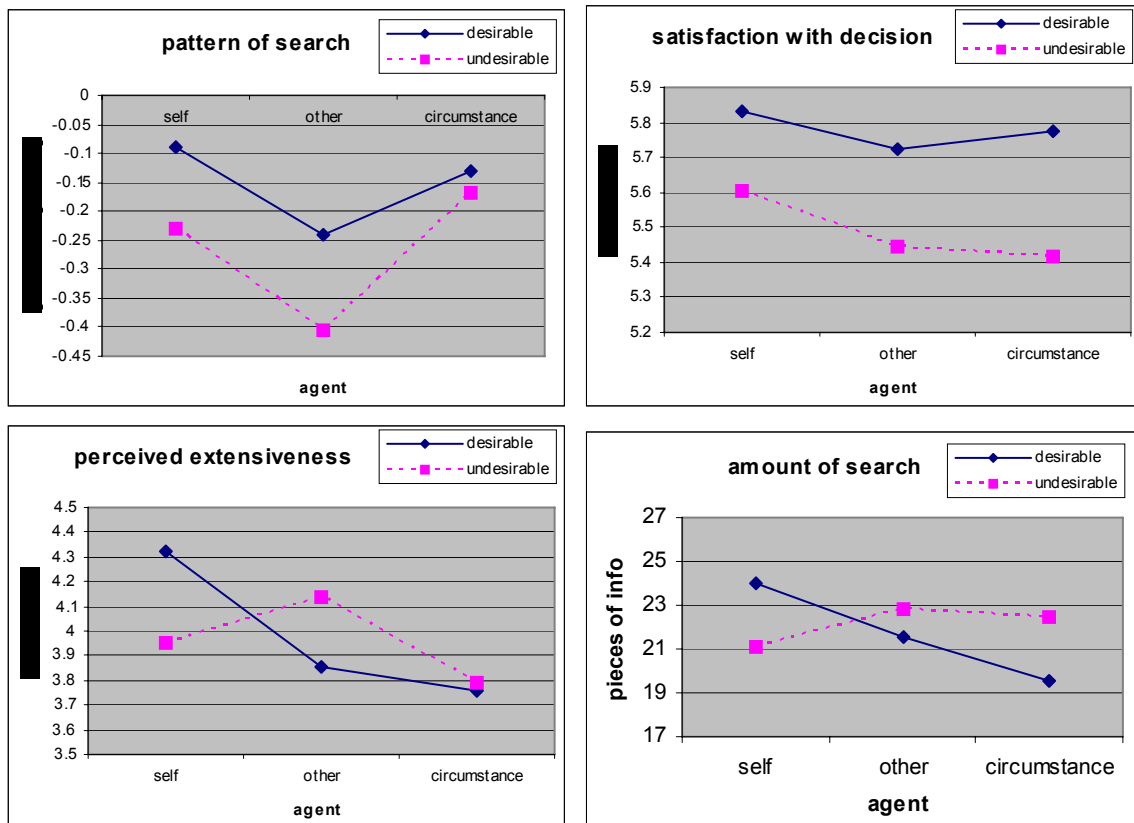 pattern of search
desirable
undesirable
0
-0.05
-0.1
-0.15
-0.2
-0.25
-0.3
-0.35
-0.4
-0.45
self other circumstance
agent
satisfaction with decision
desirable
undesirable
5.9
5.8
5.7
5.6
5.5
5.4
5.3
5.2
self other circumstance
agent
perceived extensiveness
desirable
undesirable
4.5
4.4
4.3
4.2
4.1
4
3.9
3.8
3.7
3.6
3.5
self other circumstance
agent
amount of search
desirable
undesirable
pieces of info
27
25
23
21
19
17
self other circumstance
agent